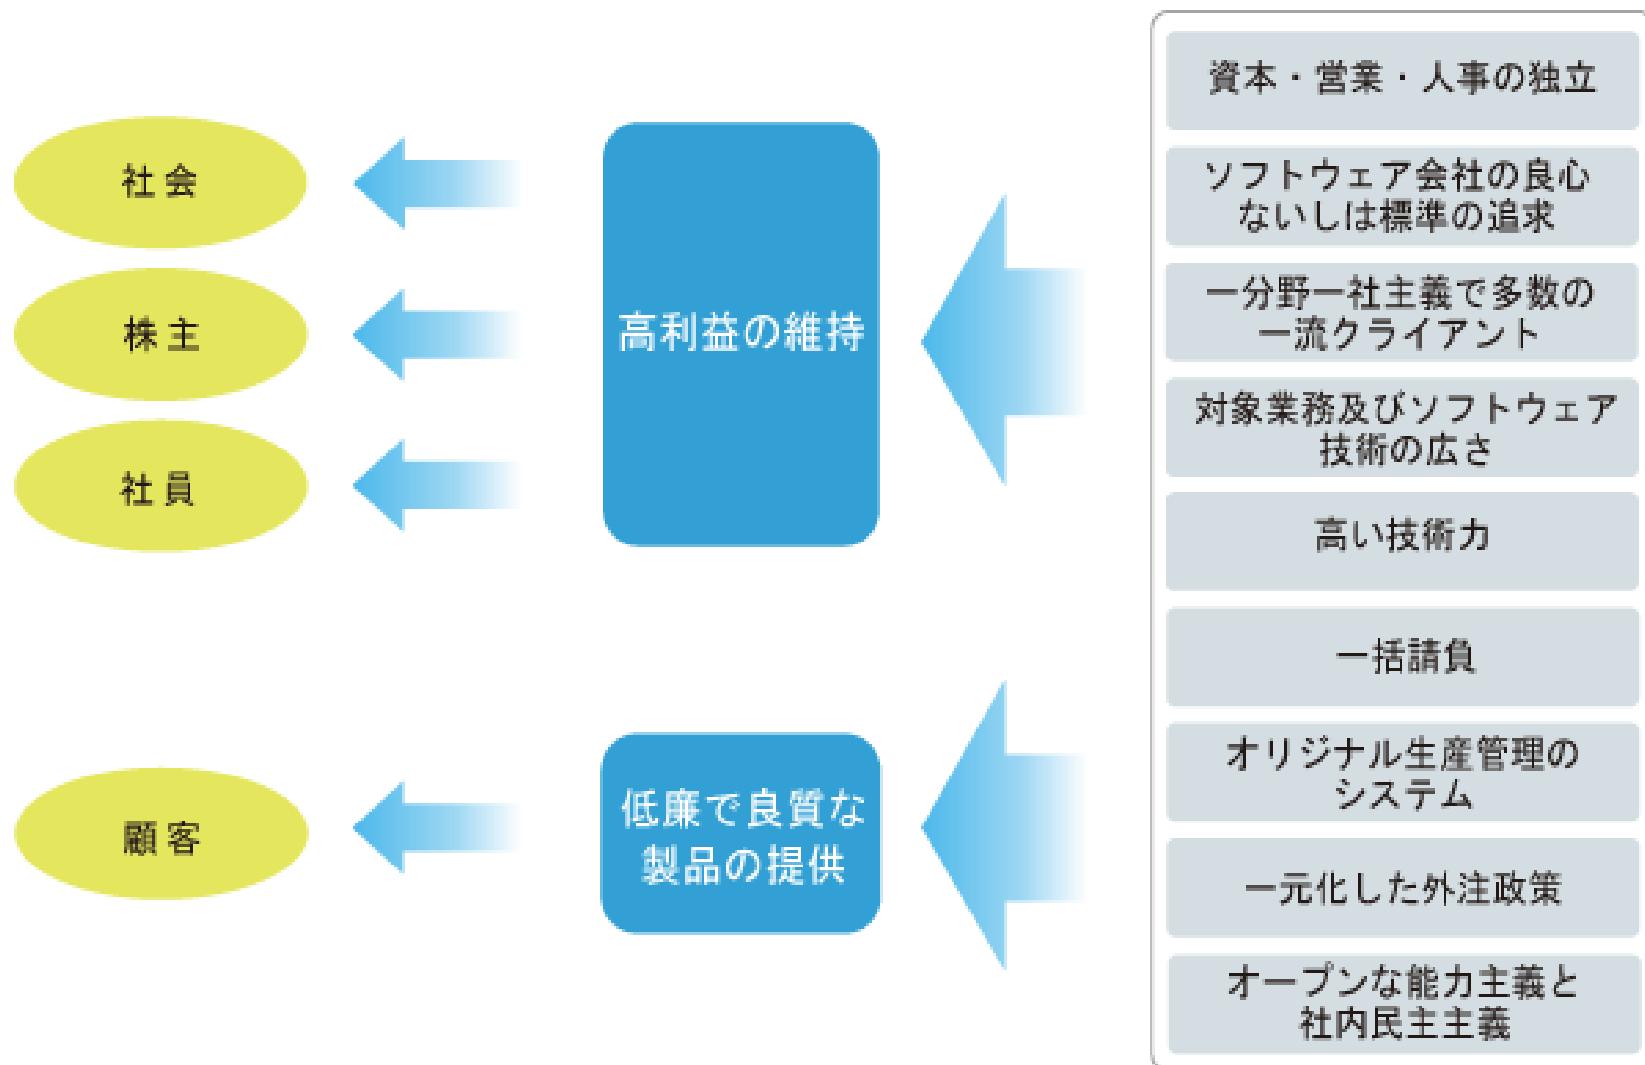 社会
株主
社員
顧客
高利益の維持
低廉で良質な
製品の提供
資本・営業・人事の独立
ソフトウェア会社の良心
ないしは標準の追求
一分野一社主義で多数の
一流クライアント
対象業務及びソフトウェア
技術の広さ
高い技術力
一括請負
オリジナル生産管理の
システム
一元化した外注政策
オープンな能力主義と
社内民主主義